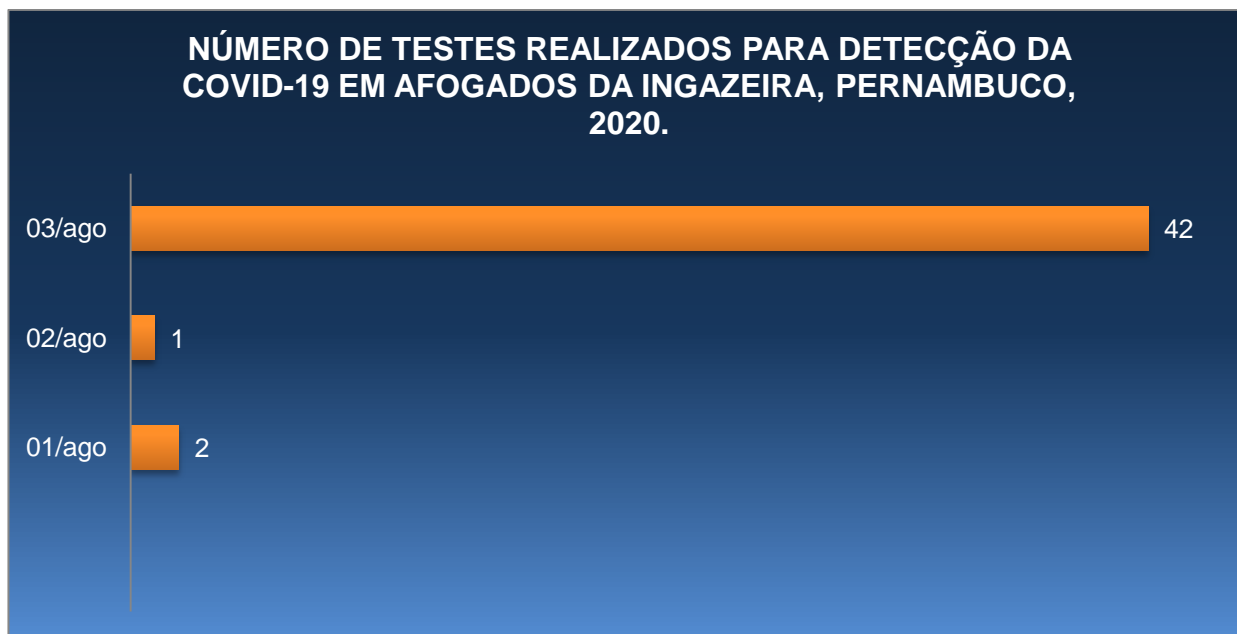 NÚMERO DE TESTES REALIZADOS PARA DETECÇÃO DA
COVID-19 EM AFOGADOS DA INGAZEIRA, PERNAMBUCO,
2020.
03/ago 42
02/ago 1
01/ago 2